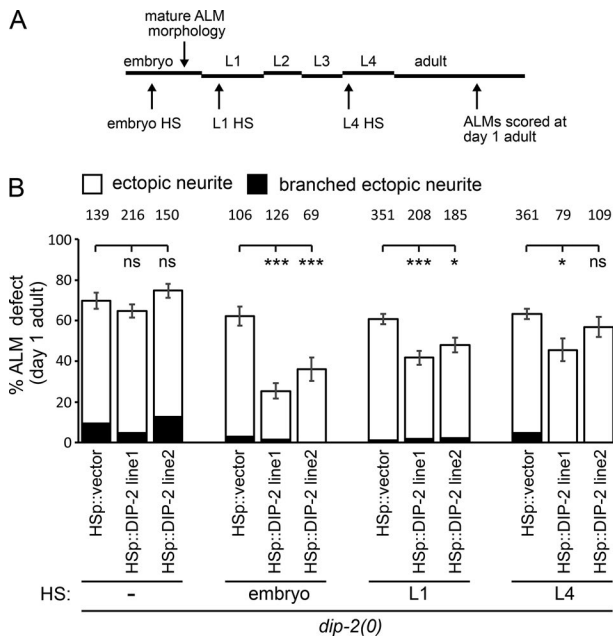 A
mature ALM
morphology
embryo L1 L2 L3 L4 adult
embryo HS L1 HS L4 HS ALMs scored at
day 1 adult
B
ectopic neurite branched ectopic neurite
139 216 150 106 126 69 351 208 185 361 79 109
ns ns *** *** *** * * ns
% ALM defect
(day 1 adult)
100
80
60
40
20
0
HSp::vector
HSp::DIP-2 line1
HSp::DIP-2 line2
HSp::vector
HSp::DIP-2 line1
HSp::DIP-2 line2
HSp::vector
HSp::DIP-2 line1
HSp::DIP-2 line2
HSp::vector
HSp::DIP-2 line1
HSp::DIP-2 line2
HS: - embryo L1 L4
dip-2(0)